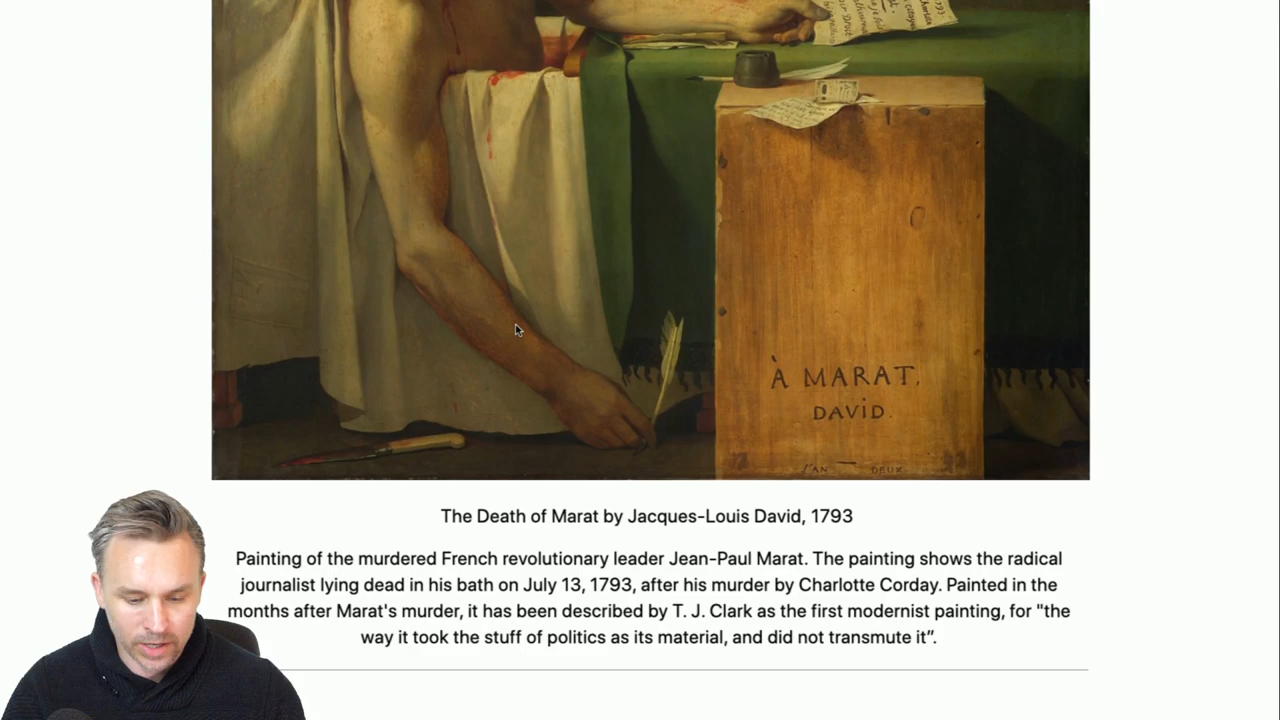 À MARAT.
DAVID.
L'AN DEUX.
The Death of Marat by Jacques-Louis David, 1793
Painting of the murdered French revolutionary leader Jean-Paul Marat. The painting shows the radical
journalist lying dead in his bath on July 13, 1793, after his murder by Charlotte Corday. Painted in the
months after Marat's murder, it has been described by T. J. Clark as the first modernist painting, for "the
way it took the stuff of politics as its material, and did not transmute it”.